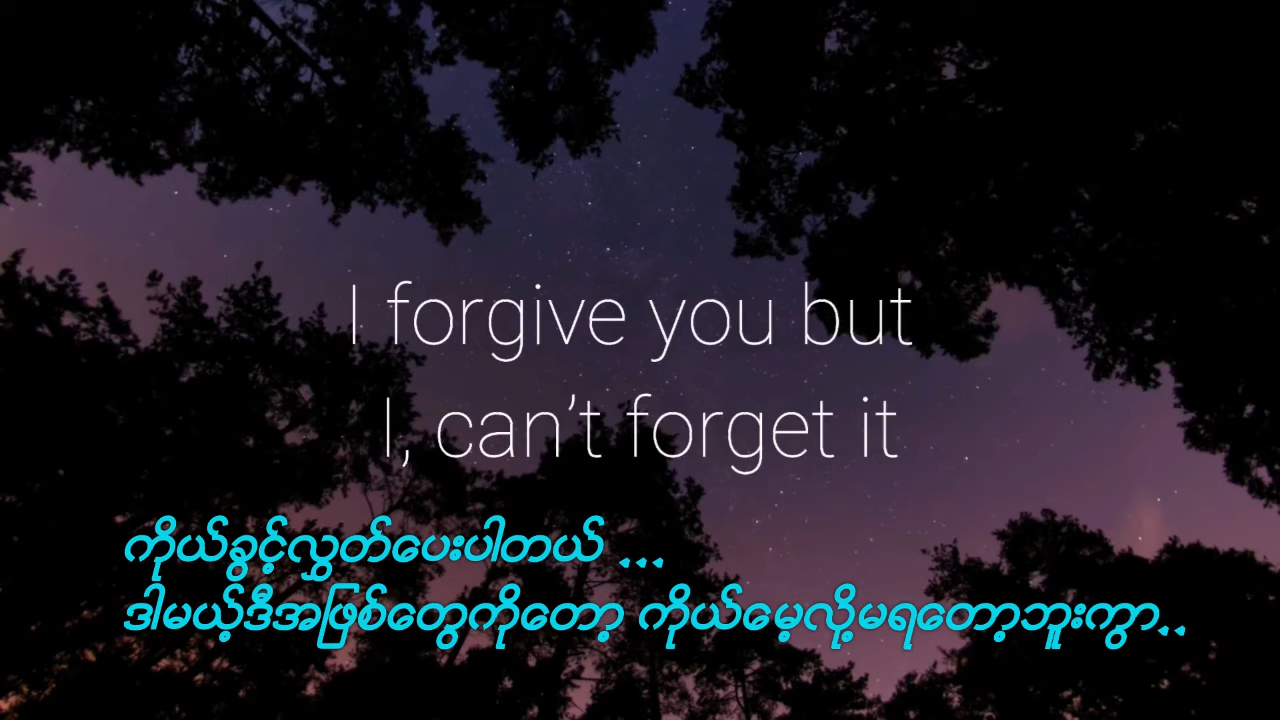 I forgive you but
I, can’t forget it
ကိုယ်ခွင့်လွှတ်ပေးပါတယ် ...
ဒါမယ့်ဒီအဖြစ်တွေကိုတော့ ကိုယ်မေ့လို့မရတော့ဘူးကွာ..